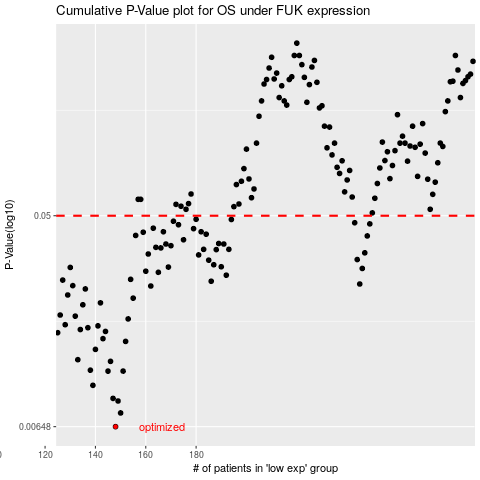 Cumulative P-Value plot for OS under FUK expression
P-Value(log10)
0.05
0.00648
optimized
0 120 140 160 180
# of patients in 'low exp' group